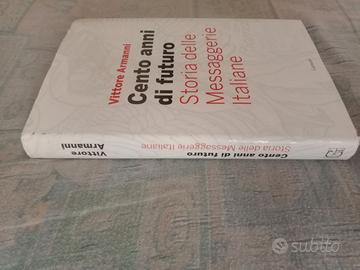 Vittore Armanni
Cento anni
di futuro
Storia delle
Messaggerie
Italiane
Vittore
Armanni
Cento anni di futuro
Storia delle Messaggerie Italiane
subito